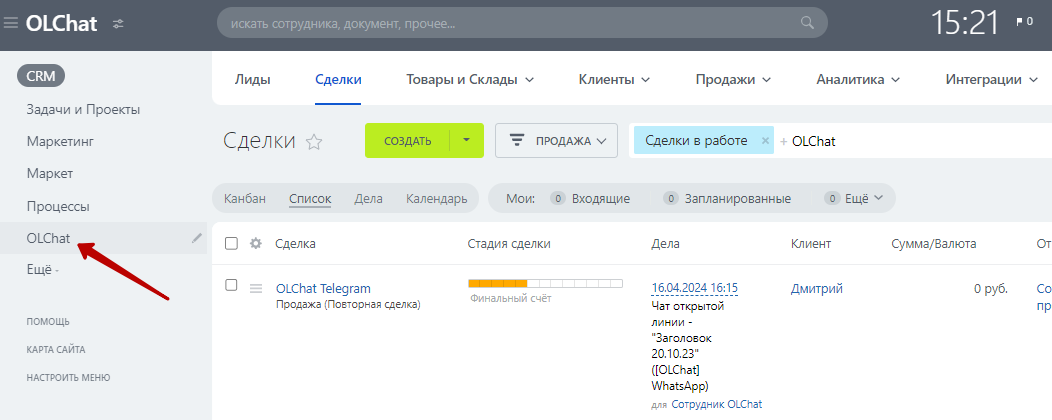 OLChat
искать сотрудника, документ, прочее...
15:21
0
CRM
Задачи и Проекты
Маркетинг
Маркет
Процессы
OLChat
Ещё -
ПОМОЩЬ
КАРТА САЙТА
НАСТРОИТЬ МЕНЮ
Лиды Сделки Товары и Склады Клиенты Продажи Аналитика Интеграции
Сделки СОЗДАТЬ ПРОДАЖА Сделки в работе × + OLChat
Канбан Список Дела Календарь Мои: 0 Входящие 0 Запланированные 0 Ещё
Сделка Стадия сделки Дела Клиент Сумма/Валюта От
OLChat Telegram
Продажа (Повторная сделка)
Финальный счёт
16.04.2024 16:15
Чат открытой
линии -
"Заголовок
20.10.23"
([OLChat]
WhatsApp)
для Сотрудник OLChat
Дмитрий
0 руб.
Со
пр